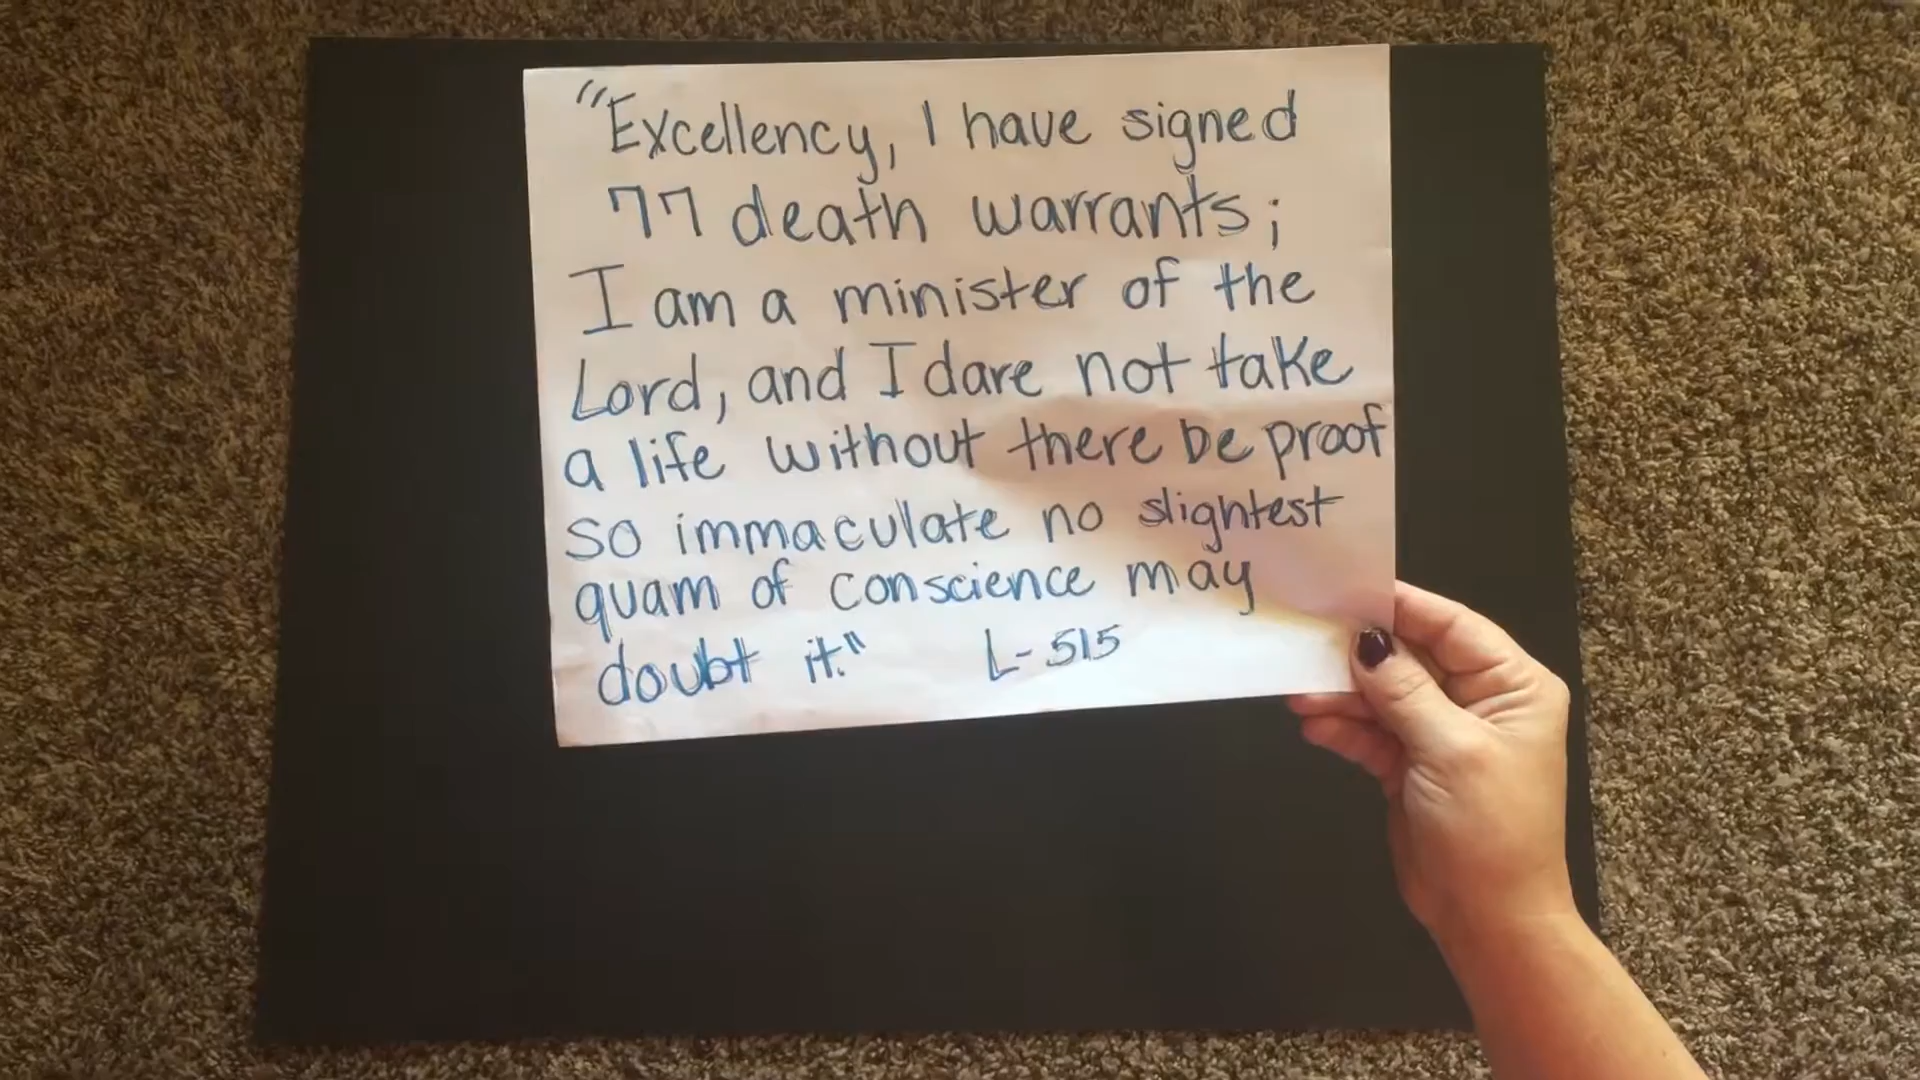 "Excellency, I have signed
77 death warrants;
I am a minister of the
Lord, and I dare not take
a life without there be proof
so immaculate no slightest
quam of conscience may
doubt it." L-515